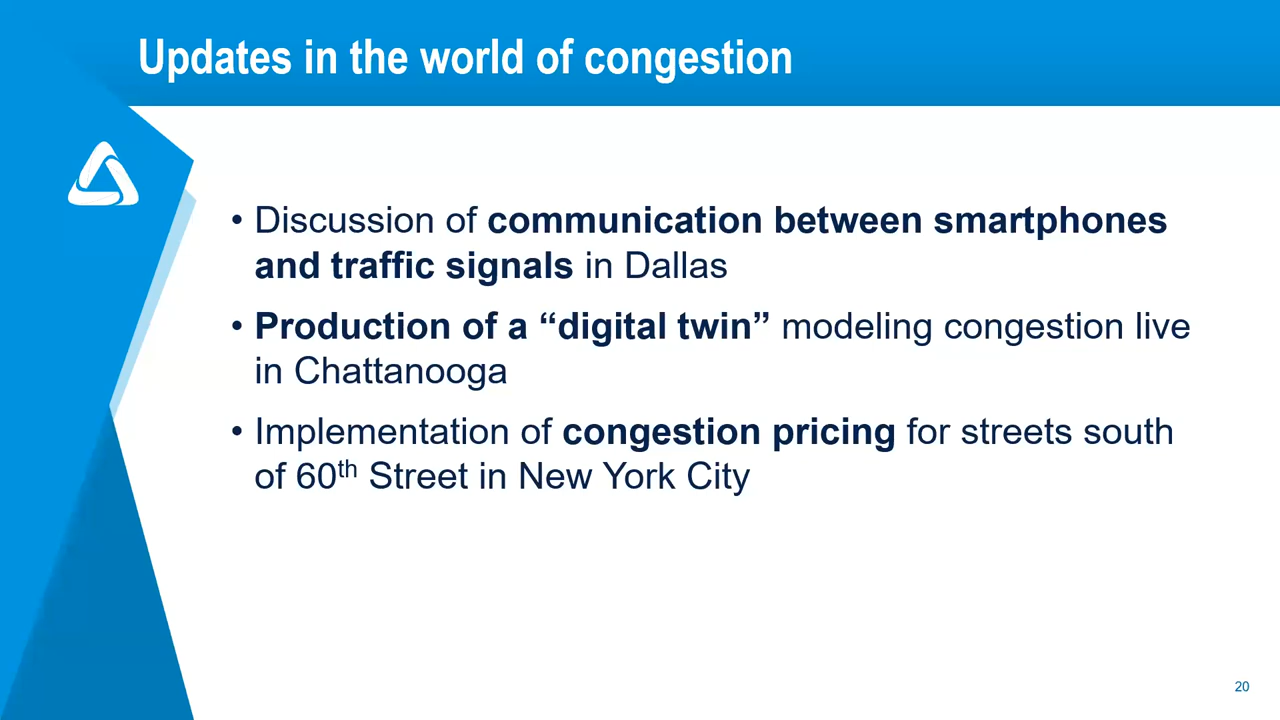 Updates in the world of congestion
• Discussion of communication between smartphones
and traffic signals in Dallas
• Production of a “digital twin” modeling congestion live
in Chattanooga
• Implementation of congestion pricing for streets south
of 60th Street in New York City
20